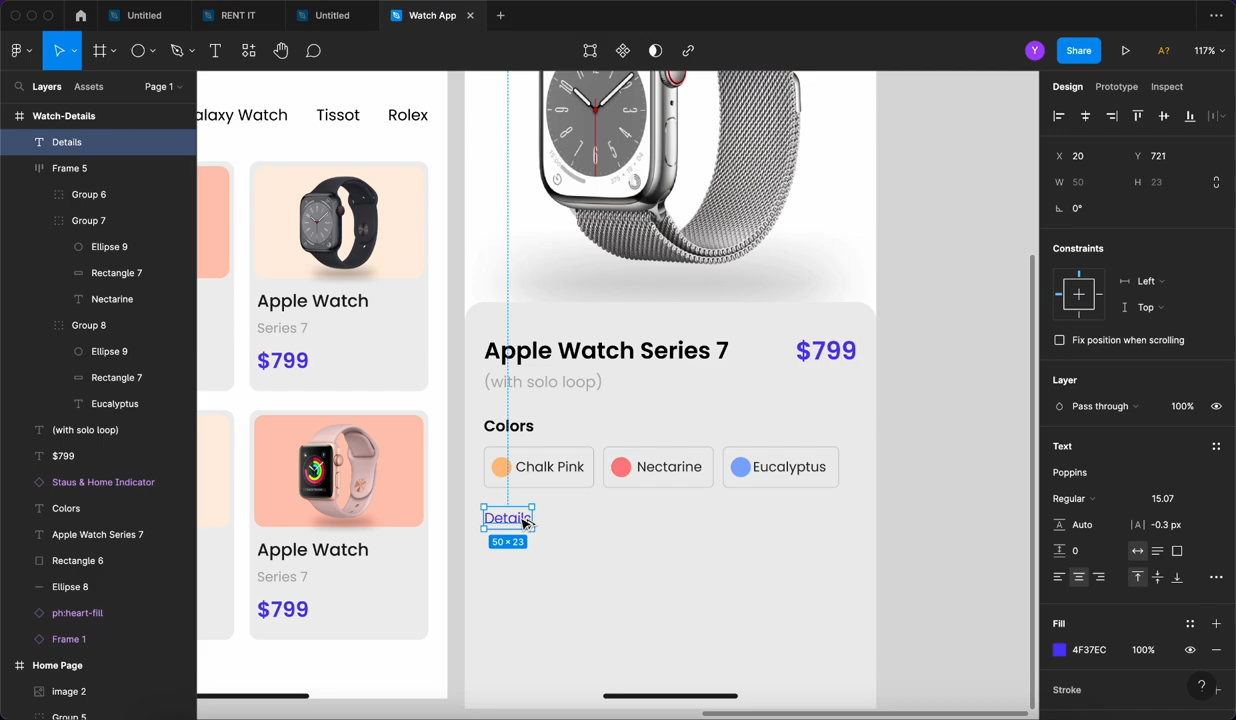 Untitled
RENT IT
Untitled
Watch App
Y
Share
A?
117%
Layers
Assets
Page 1
Watch-Details
Details
Frame 5
Group 6
Group 7
Ellipse 9
Rectangle 7
Nectarine
Group 8
Ellipse 9
Rectangle 7
Eucalyptus
(with solo loop)
$799
Staus & Home Indicator
Colors
Apple Watch Series 7
Rectangle 6
Ellipse 8
ph:heart-fill
Frame 1
Home Page
image 2
Group 5
alaxy Watch
Tissot
Rolex
Apple Watch
Series 7
$799
Apple Watch
Series 7
$799
Apple Watch Series 7
$799
(with solo loop)
Colors
Chalk Pink
Nectarine
Eucalyptus
Details
50 × 23
Design
Prototype
Inspect
X 20
Y 721
W 50
H 23
0°
Constraints
Left
Top
Fix position when scrolling
Layer
Pass through
100%
Text
Poppins
Regular
15.07
A Auto
|A| -0.3 px
0
Fill
4F37EC
100%
Stroke
?